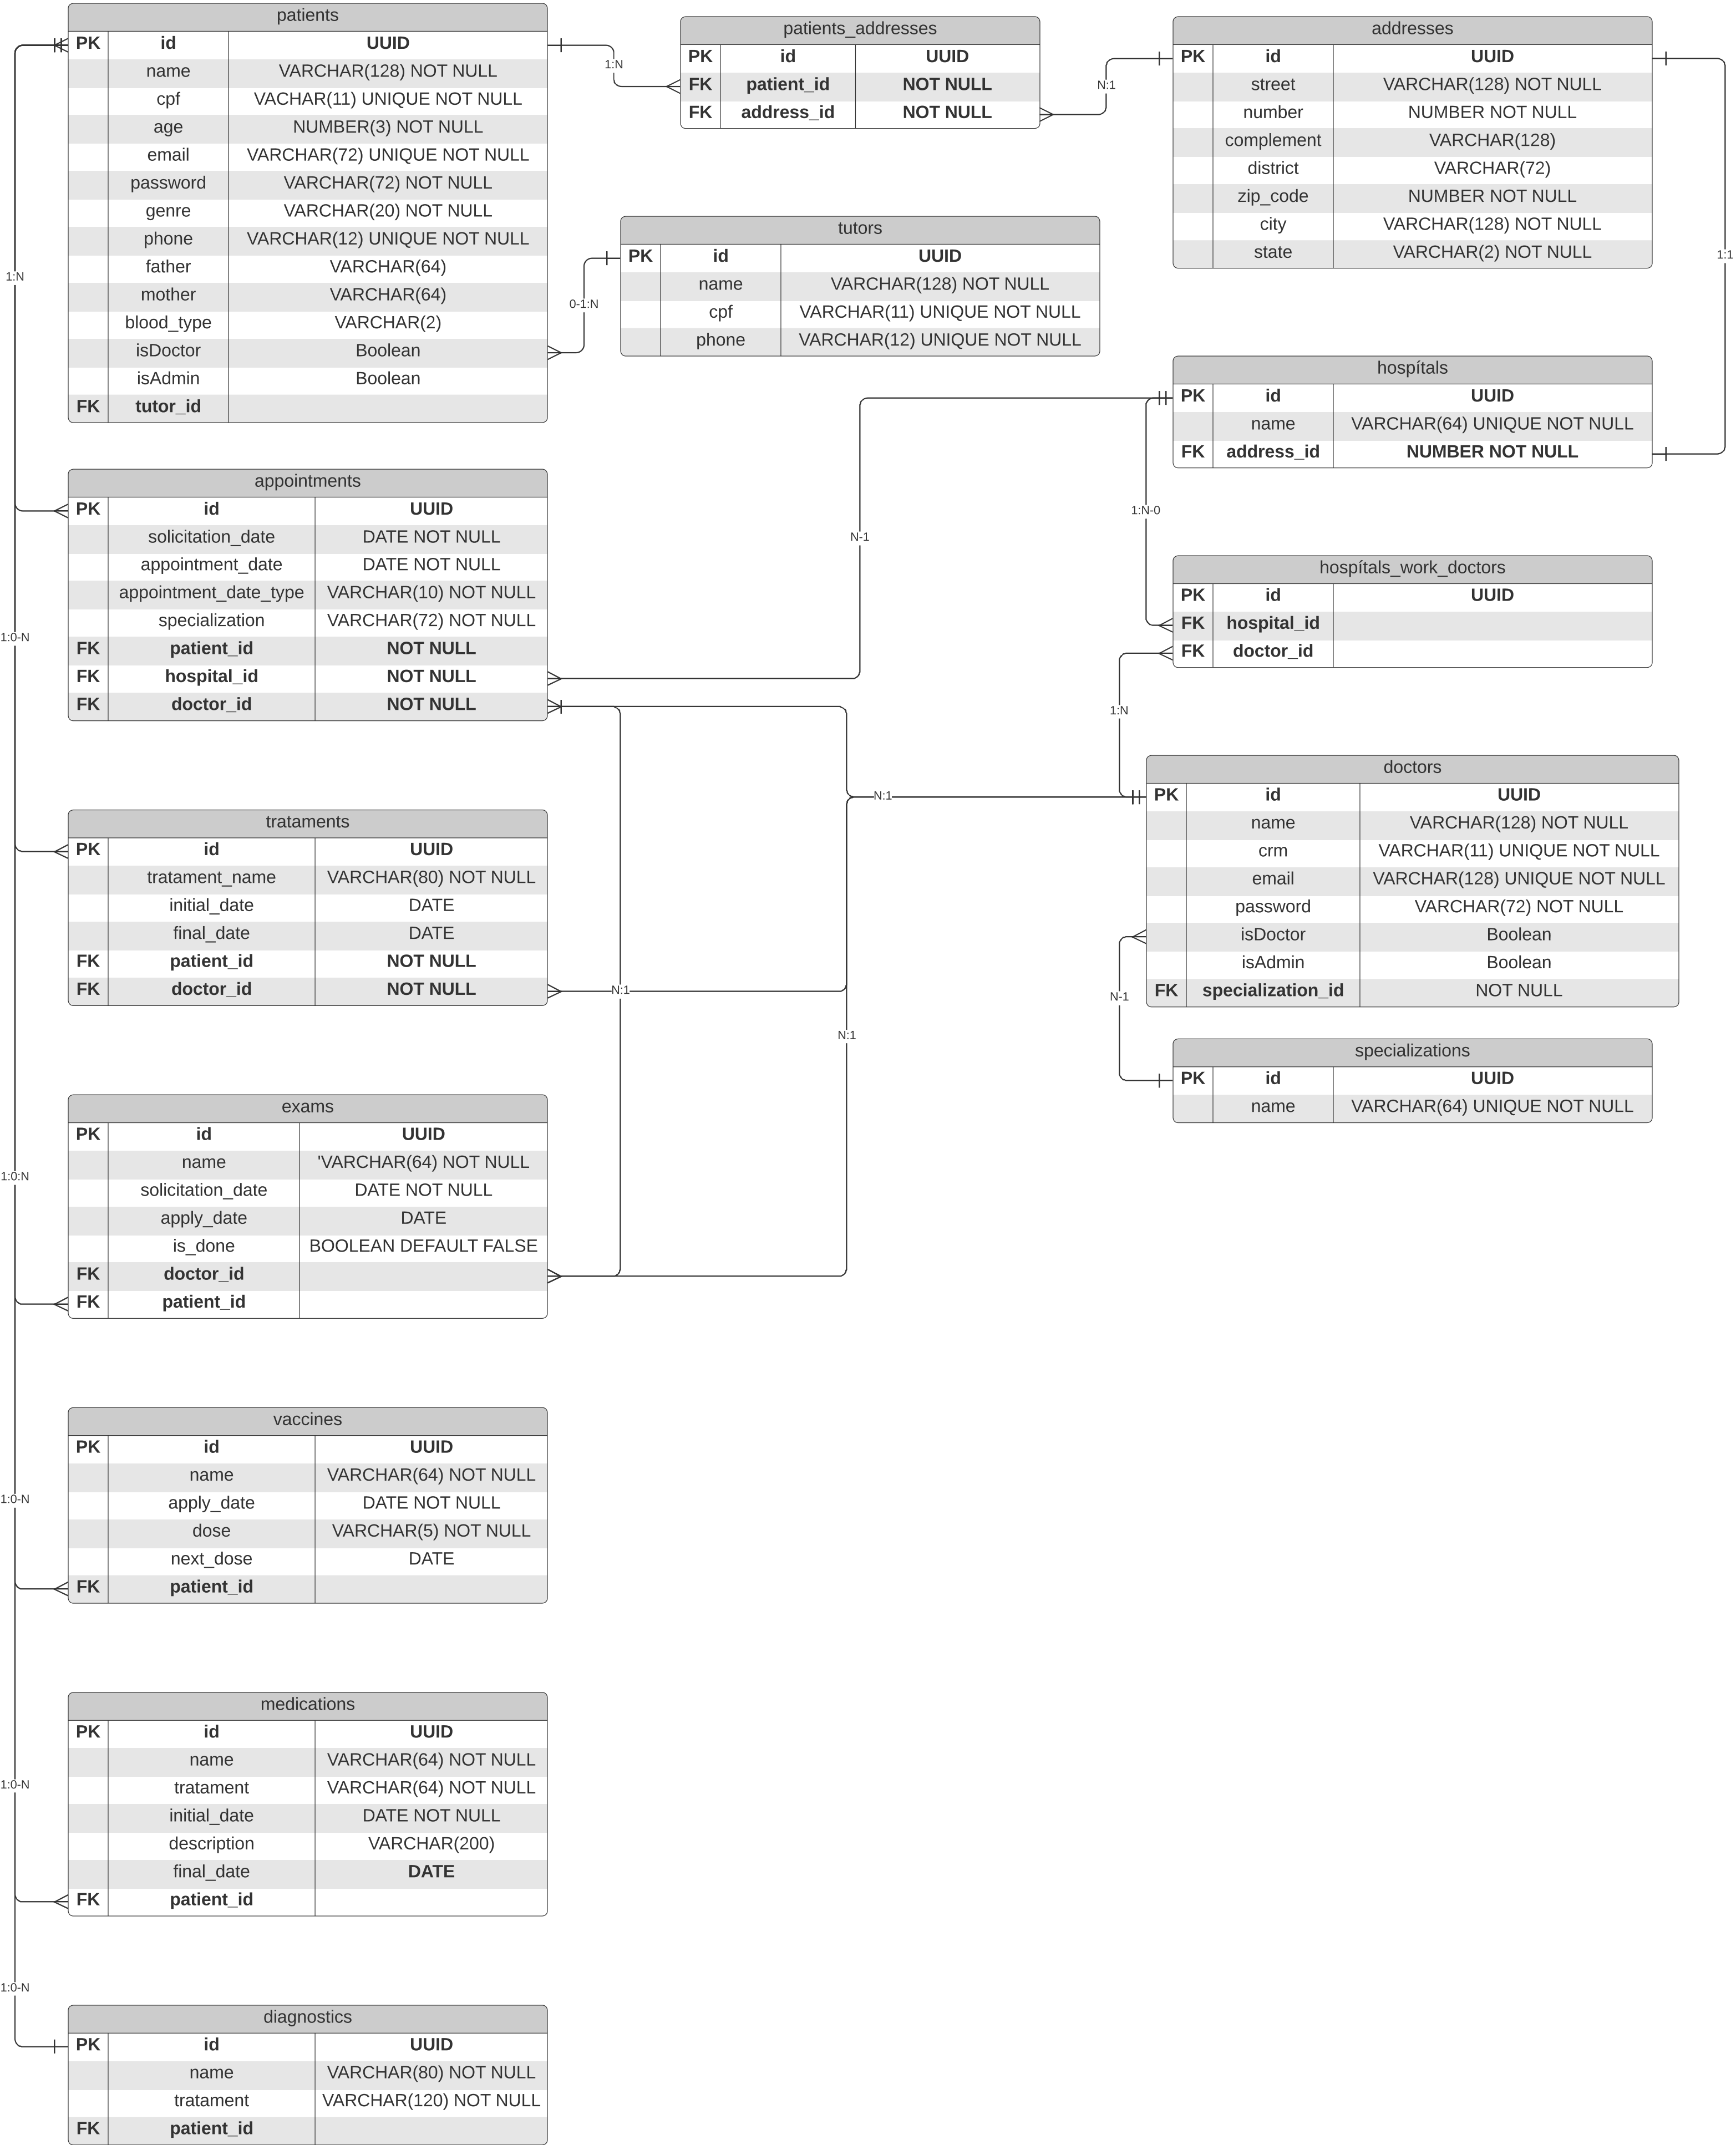 patients
PK id UUID
name VARCHAR(128) NOT NULL
cpf VACHAR(11) UNIQUE NOT NULL
age NUMBER(3) NOT NULL
email VARCHAR(72) UNIQUE NOT NULL
password VARCHAR(72) NOT NULL
genre VARCHAR(20) NOT NULL
phone VARCHAR(12) UNIQUE NOT NULL
father VARCHAR(64)
mother VARCHAR(64)
blood_type VARCHAR(2)
isDoctor Boolean
isAdmin Boolean
FK tutor_id
1:N
patients_addresses
PK id UUID
FK patient_id NOT NULL
FK address_id NOT NULL
N:1
addresses
PK id UUID
street VARCHAR(128) NOT NULL
number NUMBER NOT NULL
complement VARCHAR(128)
district VARCHAR(72)
zip_code NUMBER NOT NULL
city VARCHAR(128) NOT NULL
state VARCHAR(2) NOT NULL
1:1
tutors
PK id UUID
name VARCHAR(128) NOT NULL
cpf VARCHAR(11) UNIQUE NOT NULL
phone VARCHAR(12) UNIQUE NOT NULL
0-1:N
1:N
hospítals
PK id UUID
name VARCHAR(64) UNIQUE NOT NULL
FK address_id NUMBER NOT NULL
1:N-0
N-1
appointments
PK id UUID
solicitation_date DATE NOT NULL
appointment_date DATE NOT NULL
appointment_date_type VARCHAR(10) NOT NULL
specialization VARCHAR(72) NOT NULL
FK patient_id NOT NULL
FK hospital_id NOT NULL
FK doctor_id NOT NULL
1:0-N
hospítals_work_doctors
PK id UUID
FK hospital_id
FK doctor_id
1:N
doctors
PK id UUID
name VARCHAR(128) NOT NULL
crm VARCHAR(11) UNIQUE NOT NULL
email VARCHAR(128) UNIQUE NOT NULL
password VARCHAR(72) NOT NULL
isDoctor Boolean
isAdmin Boolean
FK specialization_id NOT NULL
N:1
N-1
trataments
PK id UUID
tratament_name VARCHAR(80) NOT NULL
initial_date DATE
final_date DATE
FK patient_id NOT NULL
FK doctor_id NOT NULL
N:1
N:1
specializations
PK id UUID
name VARCHAR(64) UNIQUE NOT NULL
exams
PK id UUID
name 'VARCHAR(64) NOT NULL
solicitation_date DATE NOT NULL
apply_date DATE
is_done BOOLEAN DEFAULT FALSE
FK doctor_id
FK patient_id
1:0:N
vaccines
PK id UUID
name VARCHAR(64) NOT NULL
apply_date DATE NOT NULL
dose VARCHAR(5) NOT NULL
next_dose DATE
FK patient_id
1:0-N
medications
PK id UUID
name VARCHAR(64) NOT NULL
tratament VARCHAR(64) NOT NULL
initial_date DATE NOT NULL
description VARCHAR(200)
final_date DATE
FK patient_id
1:0-N
1:0-N
diagnostics
PK id UUID
name VARCHAR(80) NOT NULL
tratament VARCHAR(120) NOT NULL
FK patient_id